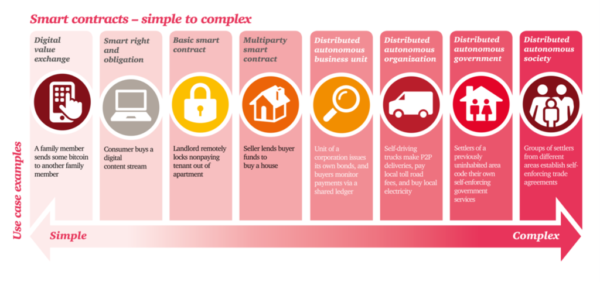 Smart contracts – simple to complex
Digital
value
exchange
A family member
sends some bitcoin
to another family
member
Smart right
and
obligation
Consumer buys a
digital
content stream
Basic smart
contract
Landlord remotely
locks nonpaying
tenant out of
apartment
Multiparty
smart
contract
Seller lends buyer
funds to
buy a house
Distributed
autonomous
business unit
Unit of a
corporation issues
its own bonds, and
buyers monitor
payments via a
shared ledger
Distributed
autonomous
organisation
Self-driving
trucks make P2P
deliveries, pay
local toll road
fees, and buy local
electricity
Distributed
autonomous
government
Settlers of a
previously
uninhabited area
code their own
self-enforcing
government
services
Distributed
autonomous
society
Groups of settlers
from different
areas establish self-
enforcing trade
agreements
Use case examples
Simple
Complex